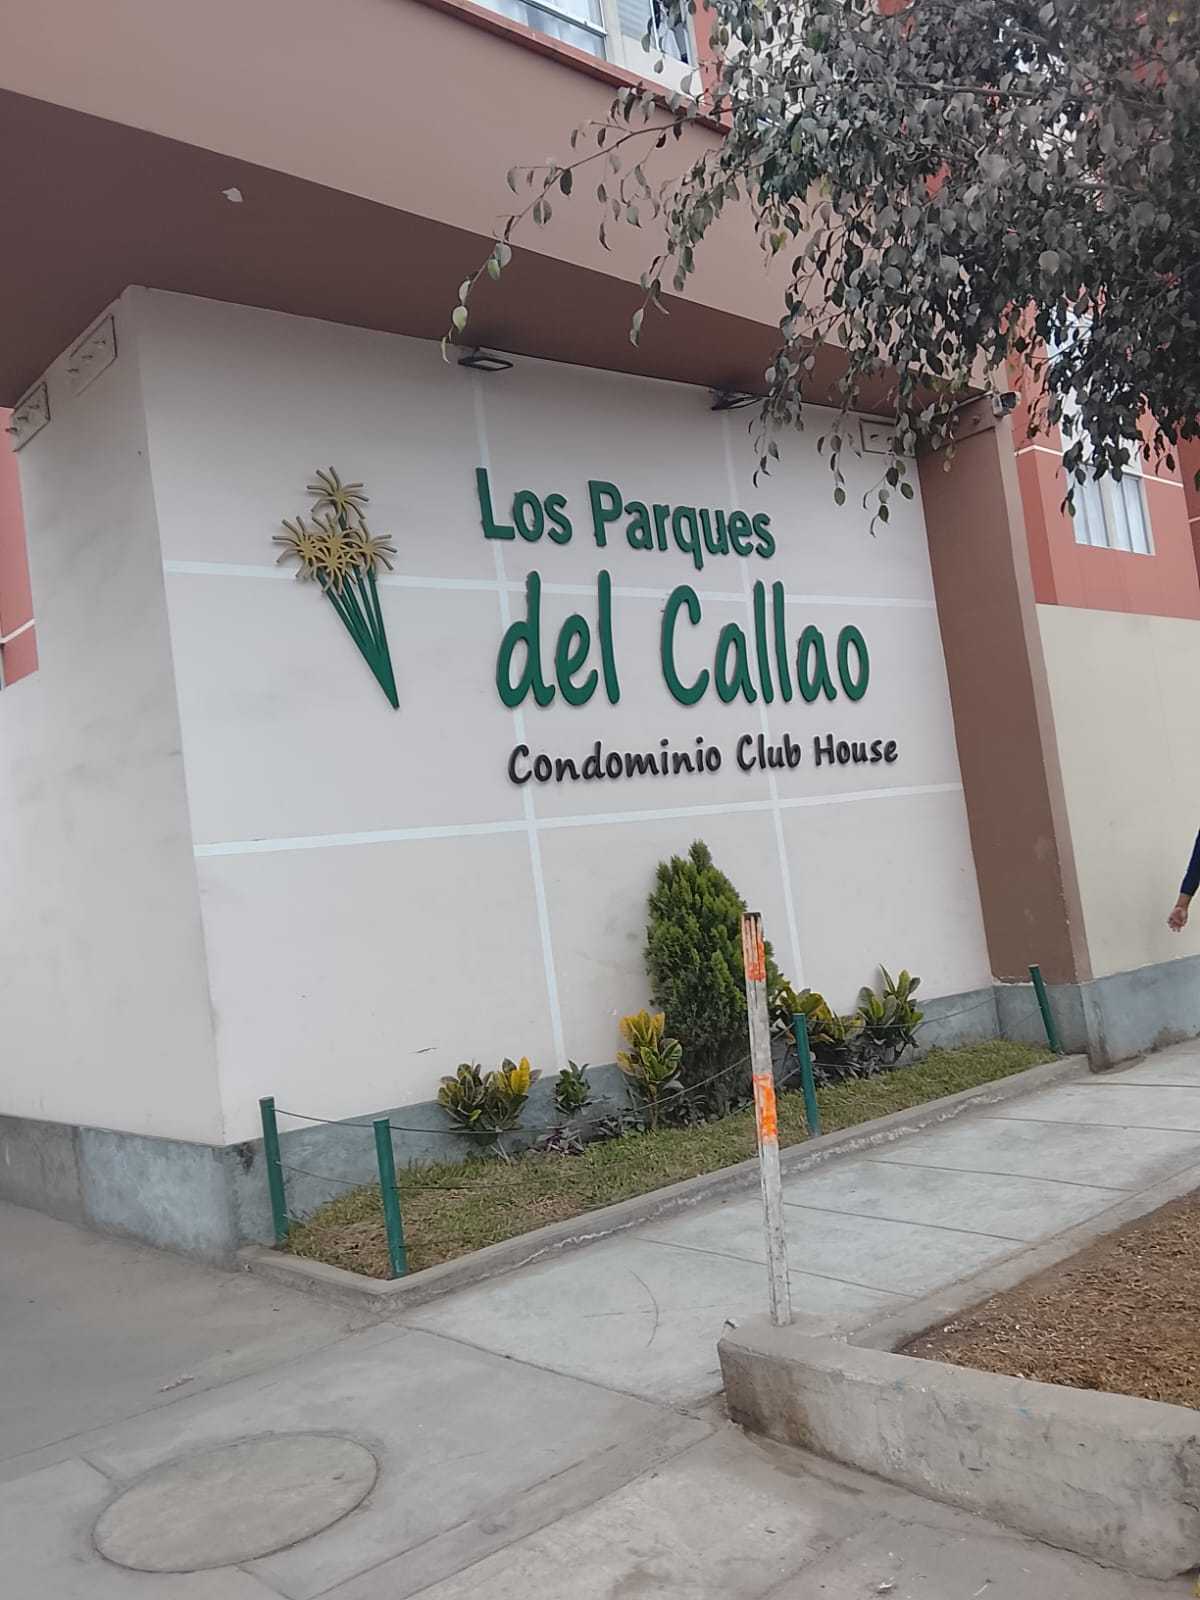 Los Parques
del Callao
Condominio Club House